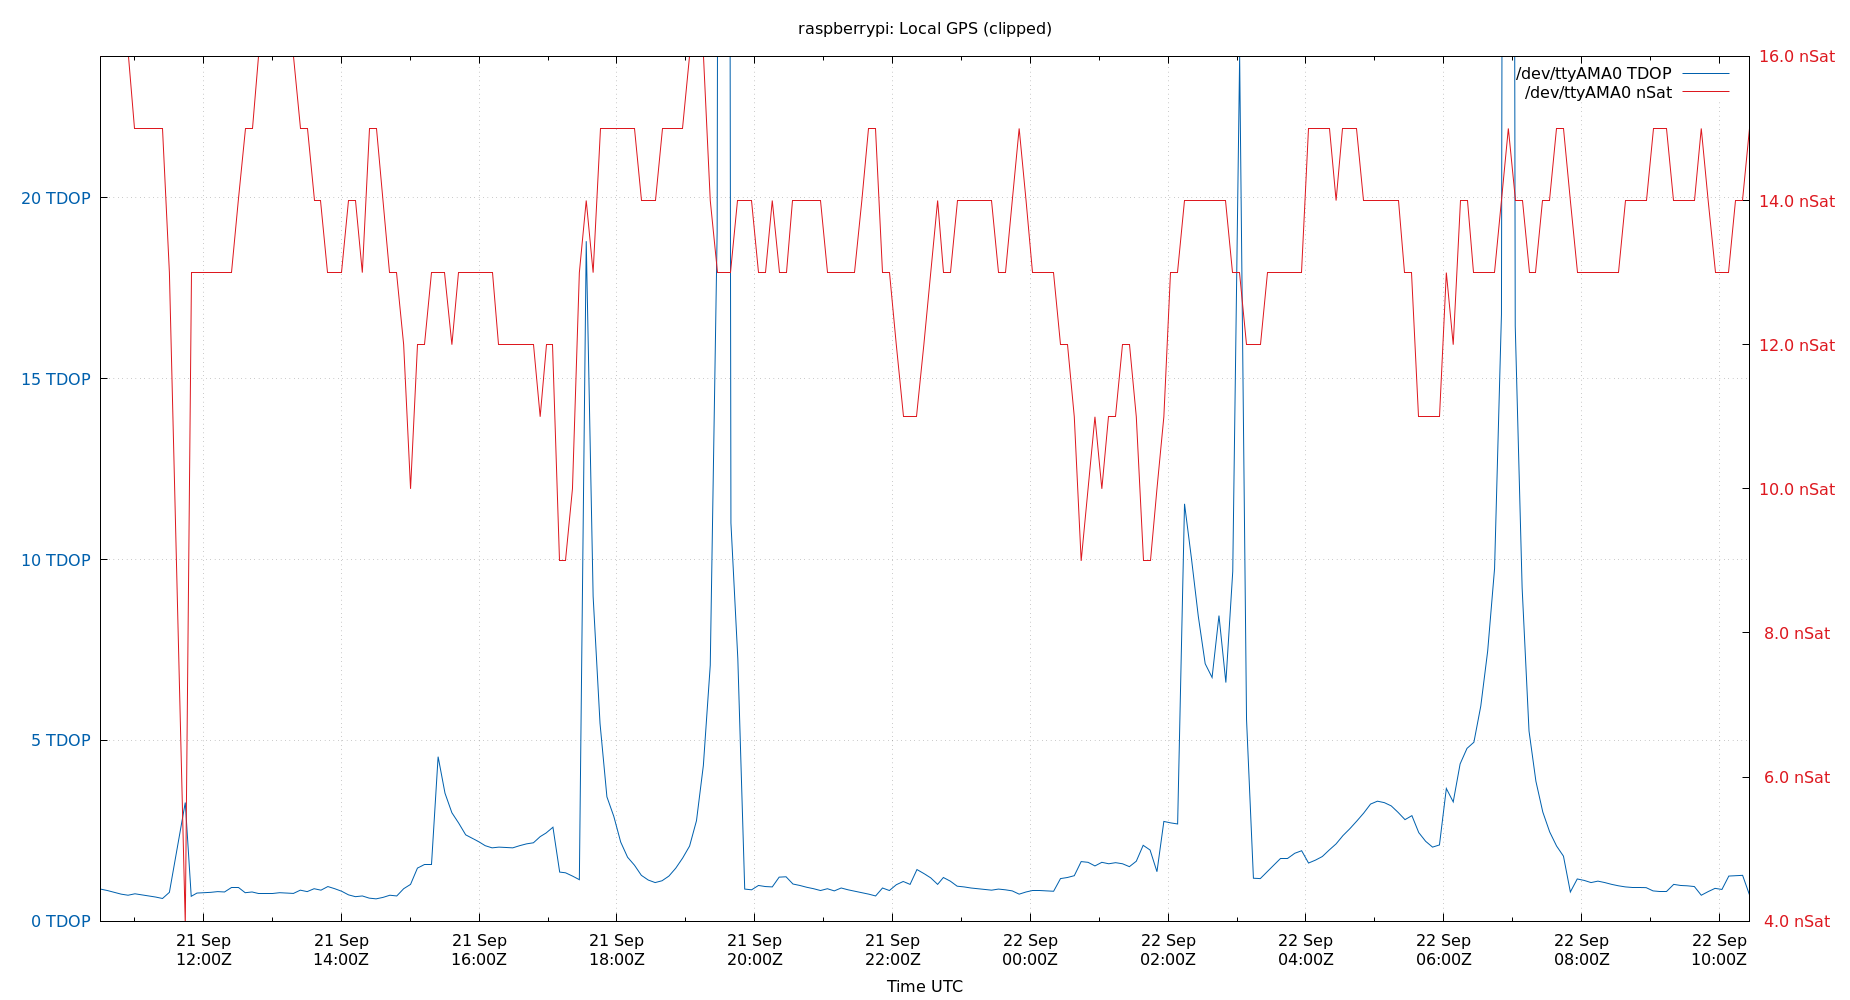 raspberrypi: Local GPS (clipped)
16.0 nSat
/dev/ttyAMA0 TDOP
/dev/ttyAMA0 nSat
20 TDOP
14.0 nSat
12.0 nSat
15 TDOP
10.0 nSat
10 TDOP
8.0 nSat
5 TDOP
6.0 nSat
0 TDOP
4.0 nSat
21 Sep 21 Sep 21 Sep 21 Sep 21 Sep 21 Sep 22 Sep 22 Sep 22 Sep 22 Sep 22 Sep 22 Sep
12:00Z 14:00Z 16:00Z 18:00Z 20:00Z 22:00Z 00:00Z 02:00Z 04:00Z 06:00Z 08:00Z 10:00Z
Time UTC